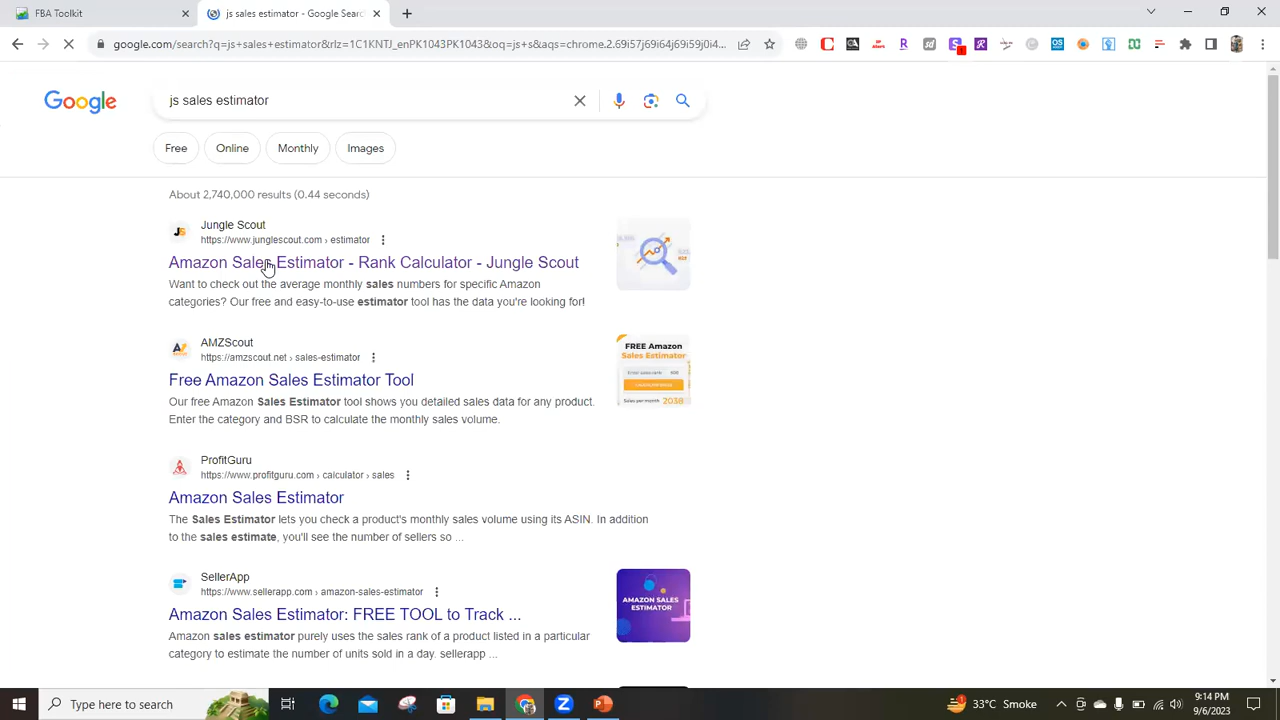 FBA Toolkit
js sales estimator - Google Searc
google.com/search?q=js+sales+estimator&rlz=1C1KNTJ_enPK1043PK1043&oq=js+s&aqs=chrome.2.69i57j69i64j69i59j0i4...
Google
js sales estimator
Free
Online
Monthly
Images
About 2,740,000 results (0.44 seconds)
Jungle Scout
https://www.junglescout.com › estimator
Amazon Sales Estimator - Rank Calculator - Jungle Scout
Want to check out the average monthly sales numbers for specific Amazon
categories? Our free and easy-to-use estimator tool has the data you're looking for!
AMZScout
https://amzscout.net › sales-estimator
Free Amazon Sales Estimator Tool
Our free Amazon Sales Estimator tool shows you detailed sales data for any product.
Enter the category and BSR to calculate the monthly sales volume.
FREE Amazon
Sales Estimator
Enter sales rank
Sales per month 2038
ProfitGuru
https://www.profitguru.com › calculator › sales
Amazon Sales Estimator
The Sales Estimator lets you check a product's monthly sales volume using its ASIN. In addition
to the sales estimate, you'll see the number of sellers so ...
SellerApp
https://www.sellerapp.com › amazon-sales-estimator
Amazon Sales Estimator: FREE TOOL to Track ...
Amazon sales estimator purely uses the sales rank of a product listed in a particular
category to estimate the number of units sold in a day. sellerapp ...
AMAZON SALES
ESTIMATOR
Type here to search
33°C Smoke
9:14 PM
9/6/2023